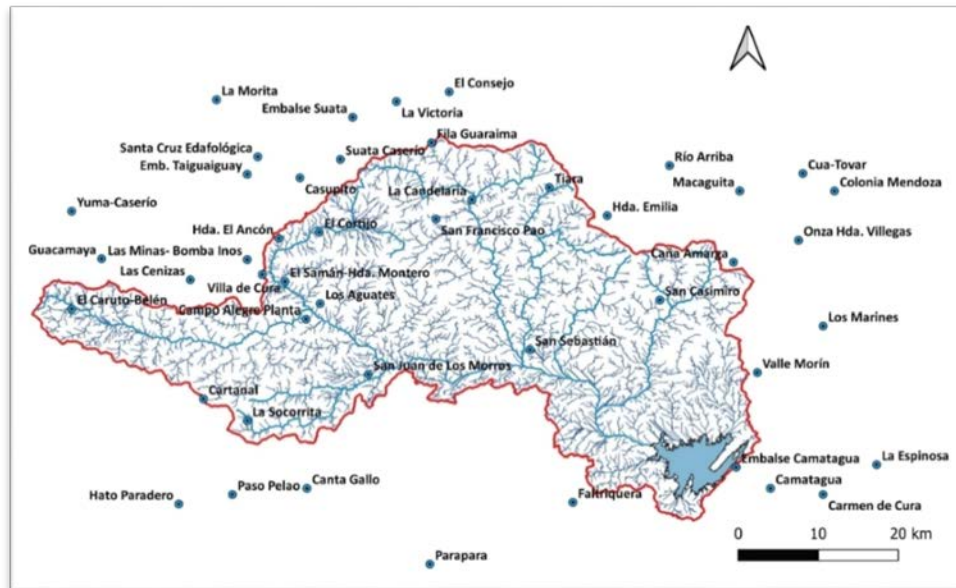 El Consejo
La Morita
La Victoria
Embalse Suata
Fila Guaraima
Santa Cruz Edafológica
Suata Caserío
Emb. Taiguaiguay
Río Arriba
Cua-Tovar
Casupito
La Candelaria
Tiara
Macaguita
Colonia Mendoza
Yuma-Caserío
Hda. Emilia
Hda. El Ancón
El Cortijo
San Francisco Pao
Onza Hda. Villegas
Guacamaya
Las Minas- Bomba Inos
Caña Amarga
Las Cenizas
El Samán-Hda. Montero
Villa de Cura
San Casimiro
El Caruto-Belén
Los Aguates
Campo Alegre Planta
Los Marines
San Sebastián
San Juan de Los Morros
Valle Morín
Cartanal
La Socorrita
Embalse Camatagua
La Espinosa
Canta Gallo
Camatagua
Hato Paradero
Paso Pelao
Faltriquera
Carmen de Cura
0 10 20 km
Parapara